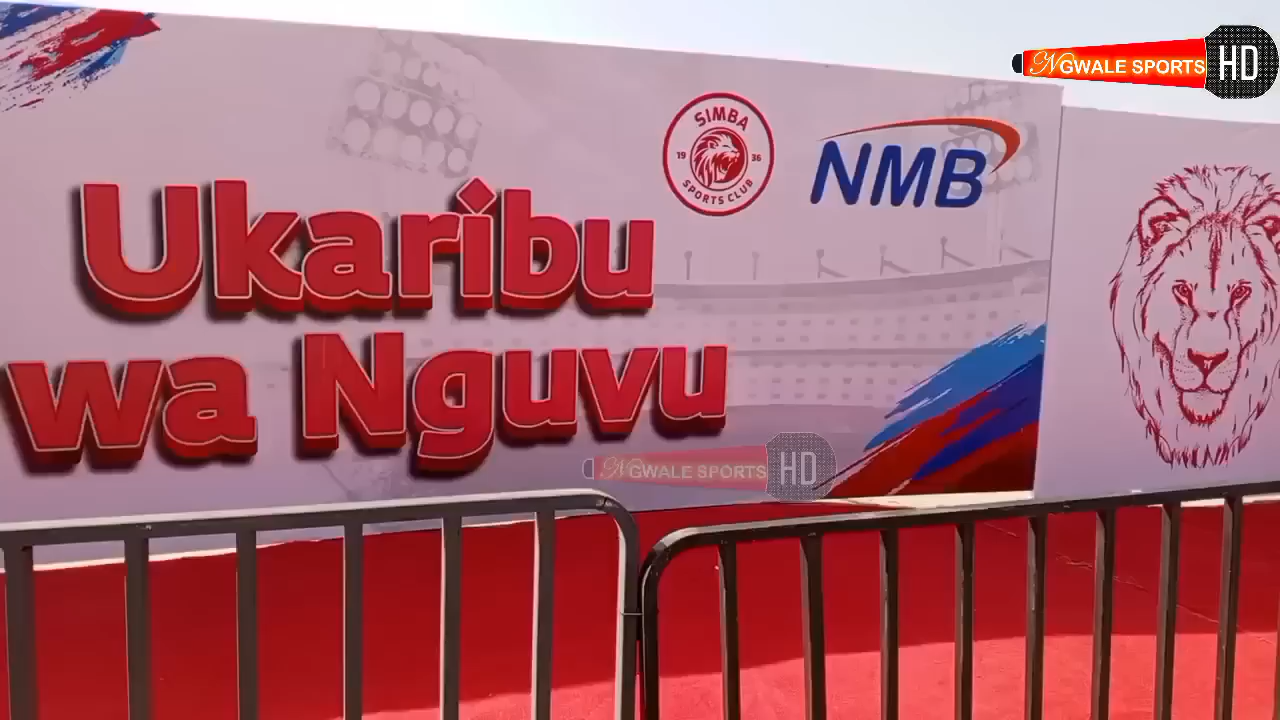 NGWALE SPORTS HD
SIMBA
19 36
SPORTS CLUB
NMB
Ukaribu
wa Nguvu
NGWALE SPORTS HD